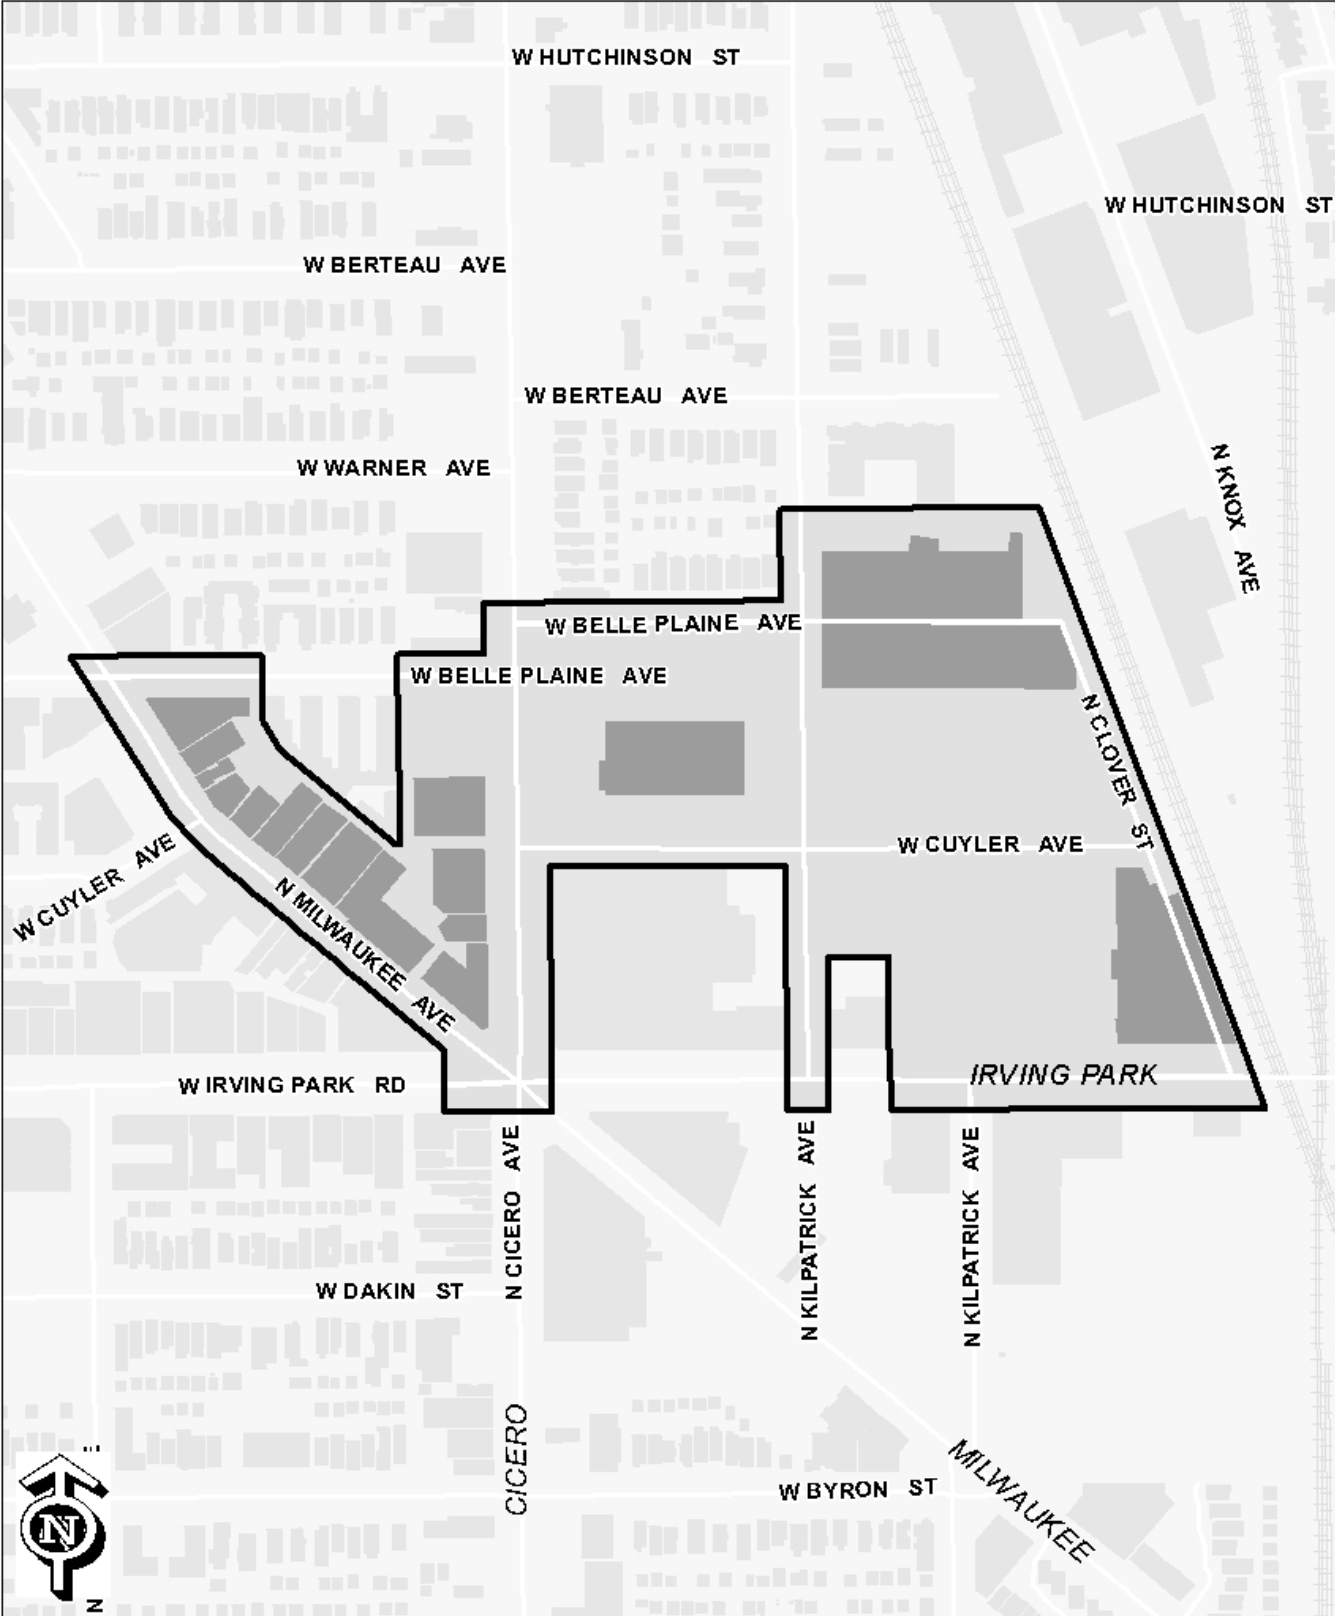 W HUTCHINSON ST
W HUTCHINSON ST
W BERTEAU AVE
W BERTEAU AVE
W WARNER AVE
N KNOX AVE
W BELLE PLAINE AVE
W BELLE PLAINE AVE
N CLOVER ST
W CUYLER AVE
W CUYLER AVE
N MILWAUKEE AVE
IRVING PARK
W IRVING PARK RD
N CICERO AVE
N KILPATRICK AVE
N KILPATRICK AVE
W DAKIN ST
CICERO
MILWAUKEE
W BYRON ST
N
N